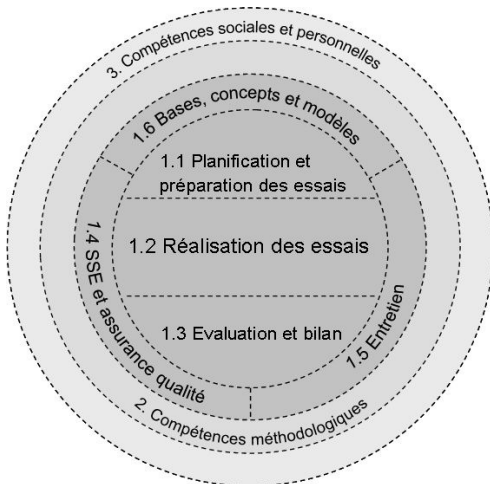 3. Compétences sociales et personnelles
1.6 Bases, concepts et modèles
1.1 Planification et
préparation des essais
1.2 Réalisation des essais
1.3 Evaluation et bilan
1.4 SSE et assurance qualité
1.5 Entretien
2. Compétences méthodologiques